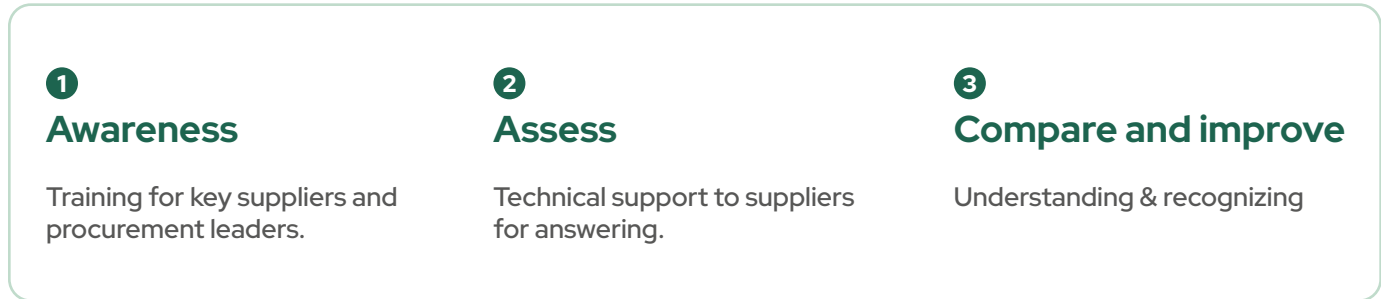 1
Awareness
Training for key suppliers and
procurement leaders.
2
Assess
Technical support to suppliers
for answering.
3
Compare and improve
Understanding & recognizing